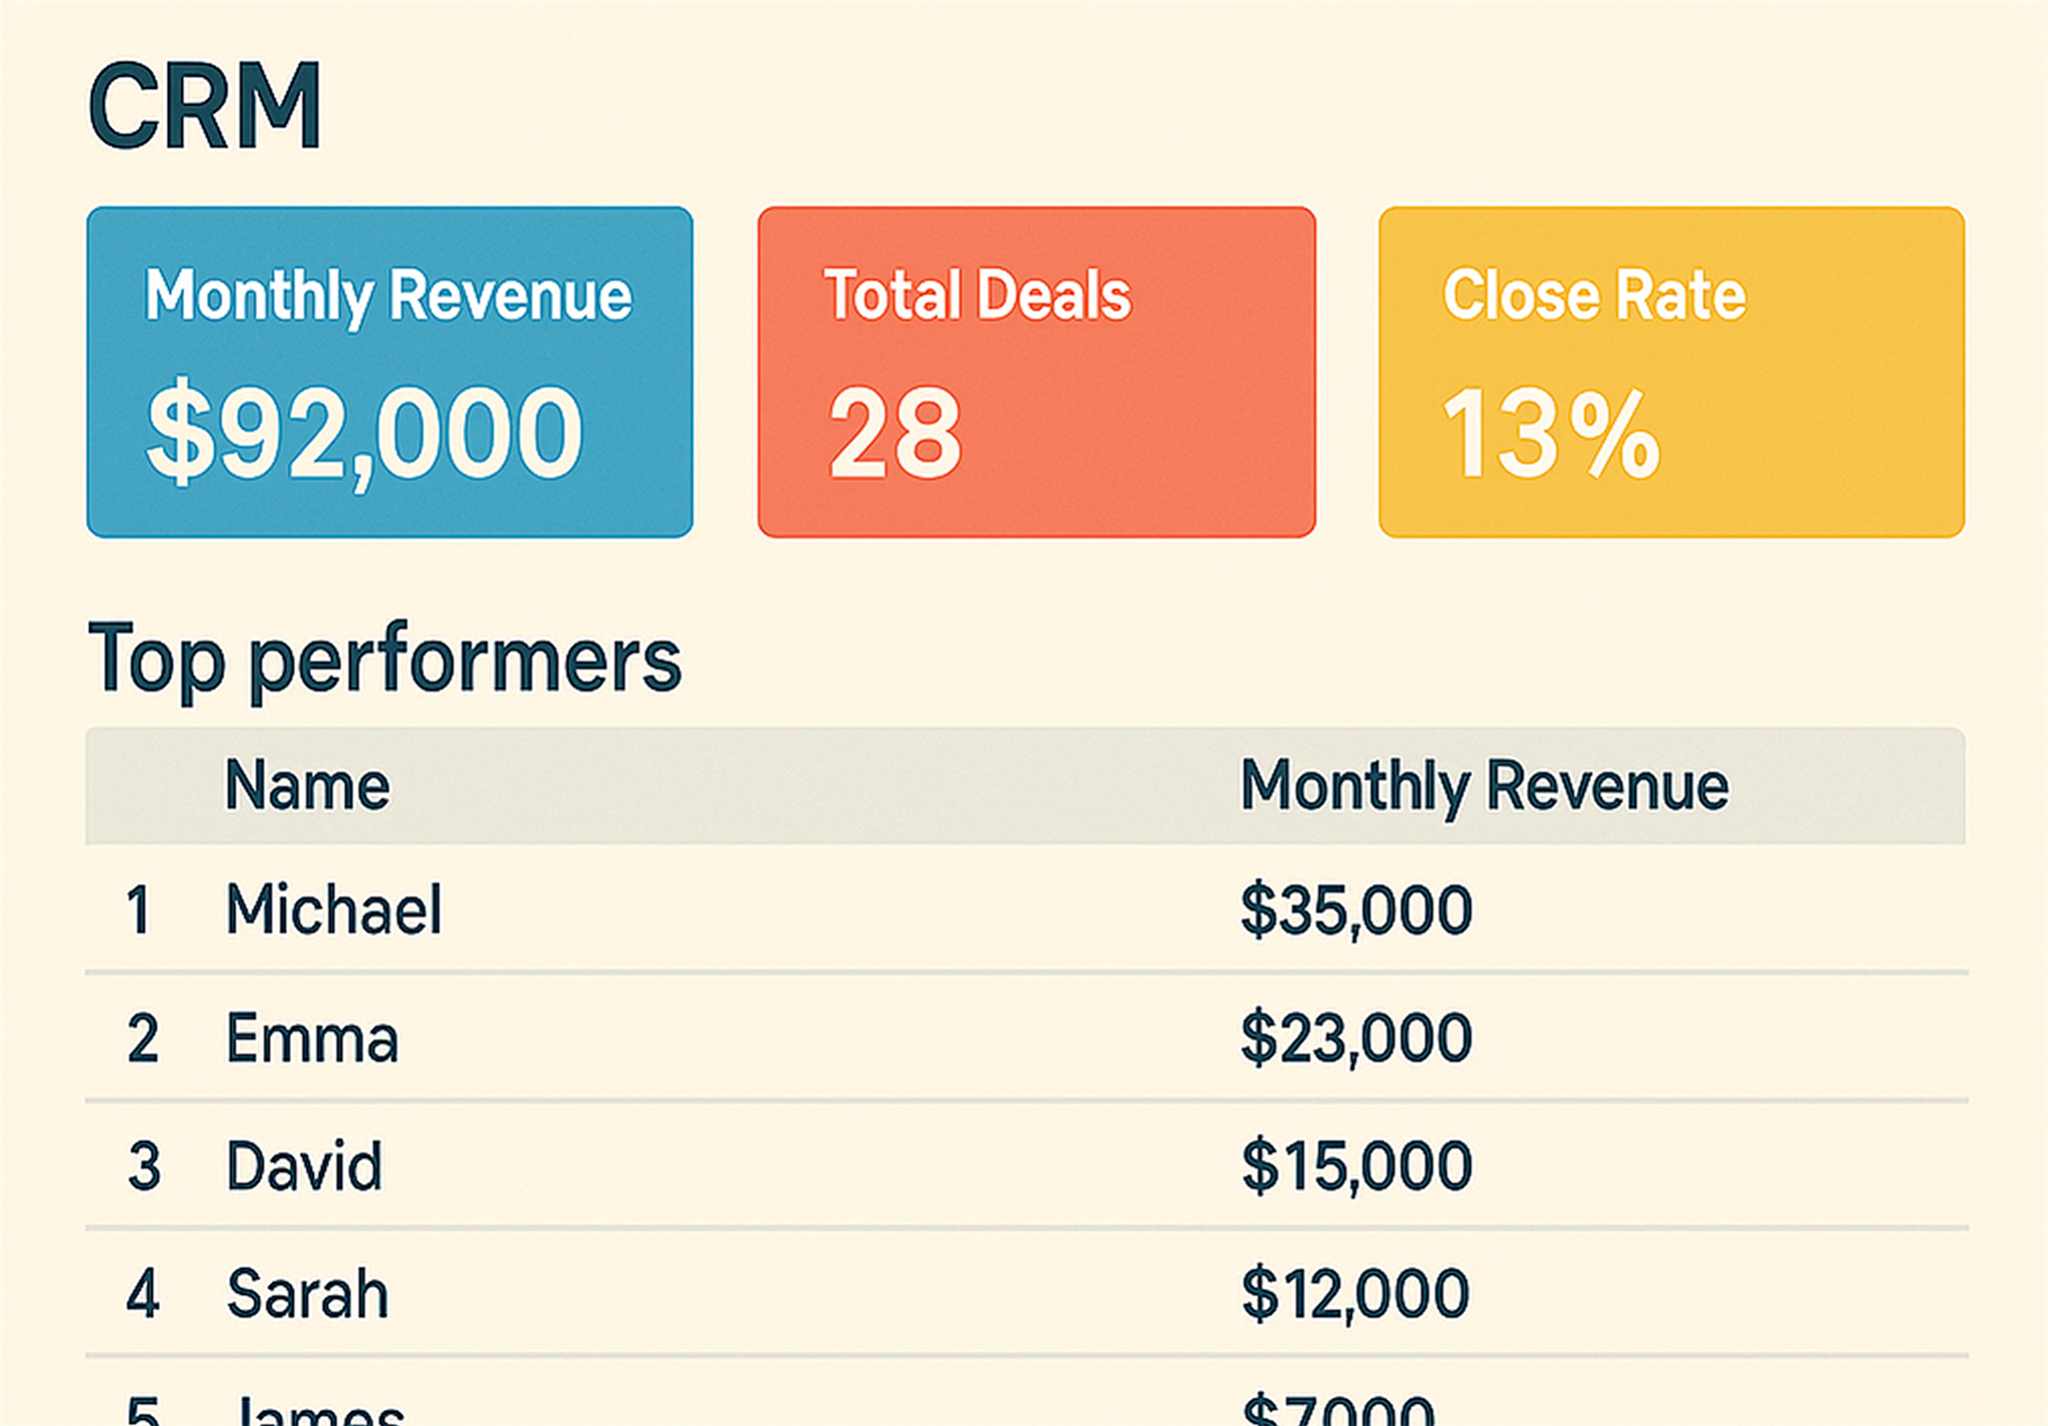 CRM
Monthly Revenue Total Deals Close Rate
$92,000 28 13%
Top performers
Name Monthly Revenue
1 Michael $35,000
2 Emma $23,000
3 David $15,000
4 Sarah $12,000
5 James $7000